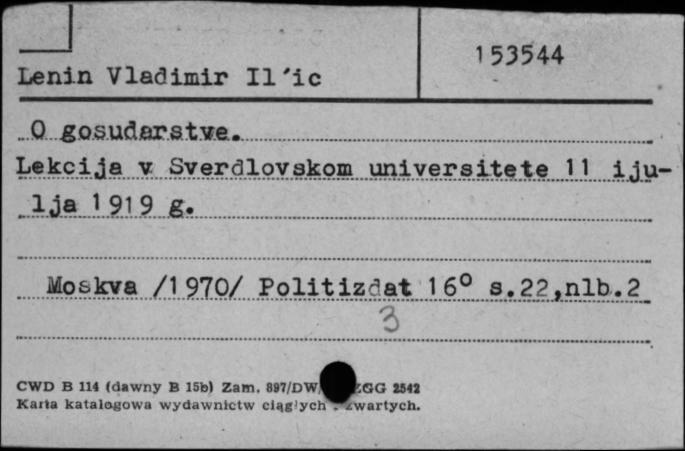 153544
Lenin Vladimir Il'ic
O gosudarstve.
Lekcija v Sverdlovskom universitete 11 iju-
lja 1919 g.
Moskva /1970/ Politizdat 16° s.22,nlb.2
3
CWD B 114 (dawny B 15b) Zam. 897/DW/ ZGG 2542
Karta katalogowa wydawnictw ciągłych zwartych.